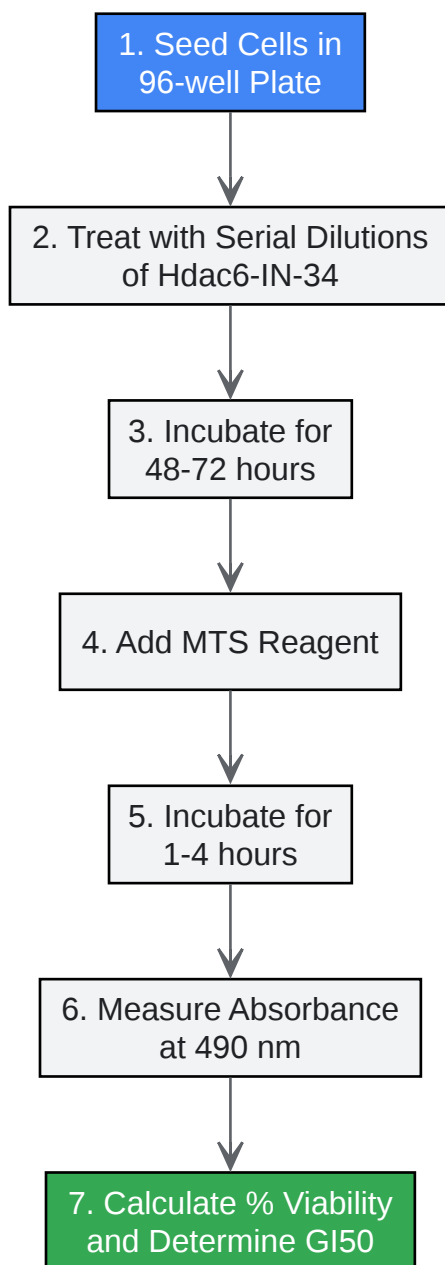 1. Seed Cells in
96-well Plate
2. Treat with Serial Dilutions
of Hdac6-IN-34
3. Incubate for
48-72 hours
4. Add MTS Reagent
5. Incubate for
1-4 hours
6. Measure Absorbance
at 490 nm
7. Calculate % Viability
and Determine GI50